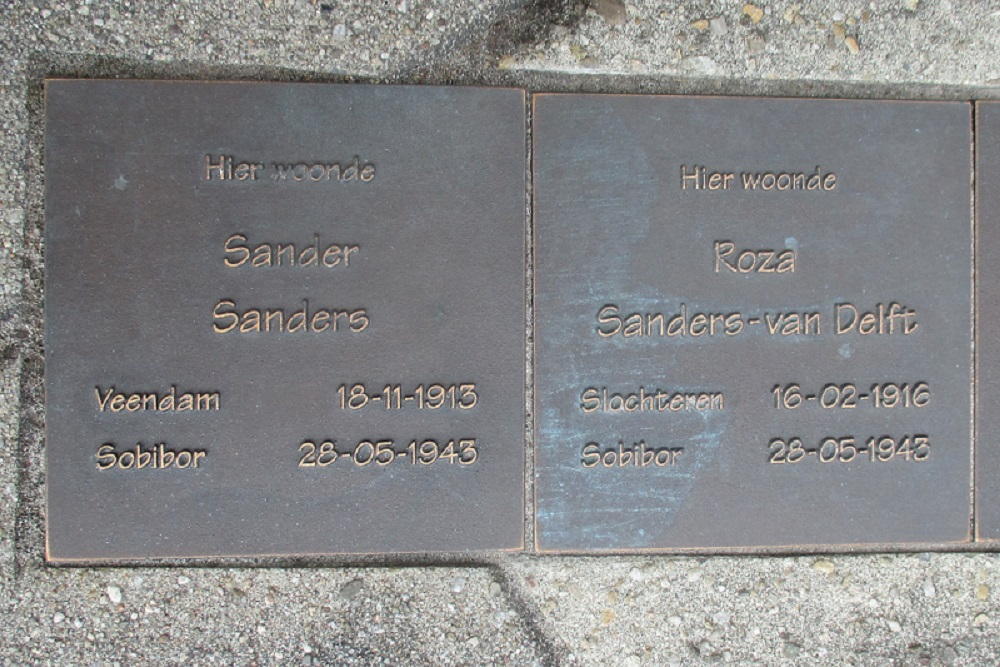 Hier woonde
Sander
Sanders
Veendam 18-11-1913
Sobibor 28-05-1943
Hier woonde
Roza
Sanders-van Delft
Slochteren 16-02-1916
Sobibor 28-05-1943